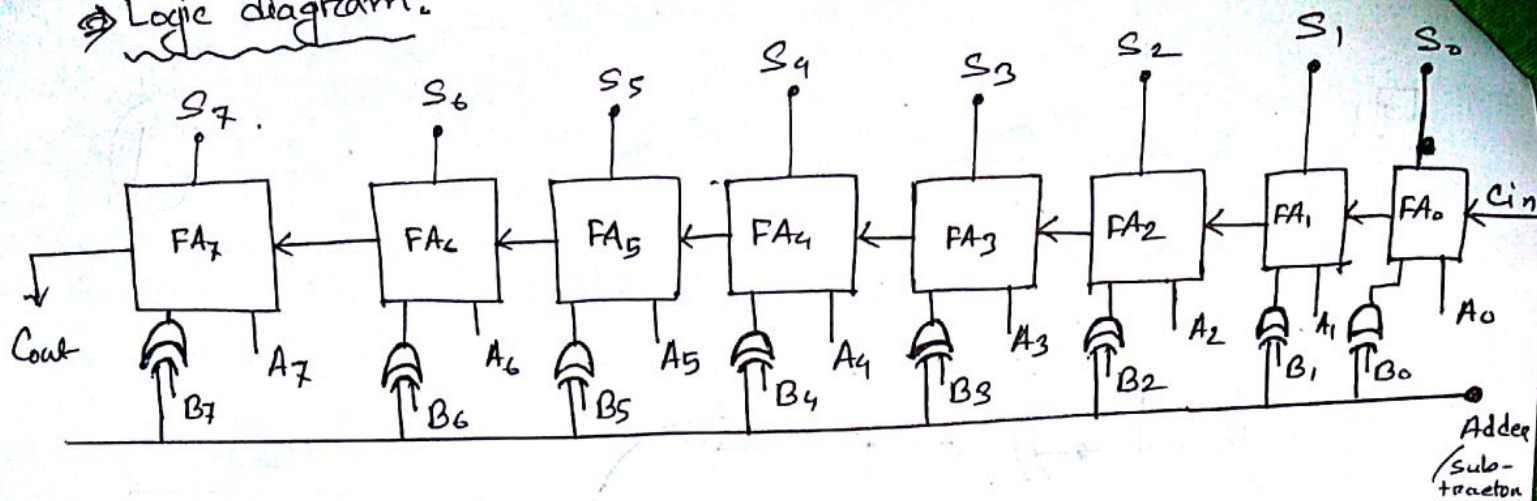 ⇒ Logic diagram.
S7. S6 S5 S4 S3 S2 S1 S0
FA7 FA6 FA5 FA4 FA3 FA2 FA1 FA0 Cin
Cout A7 A6 A5 A4 A3 A2 A1 A0
B7 B6 B5 B4 B3 B2 B1 B0
Adder
/sub-
tractor